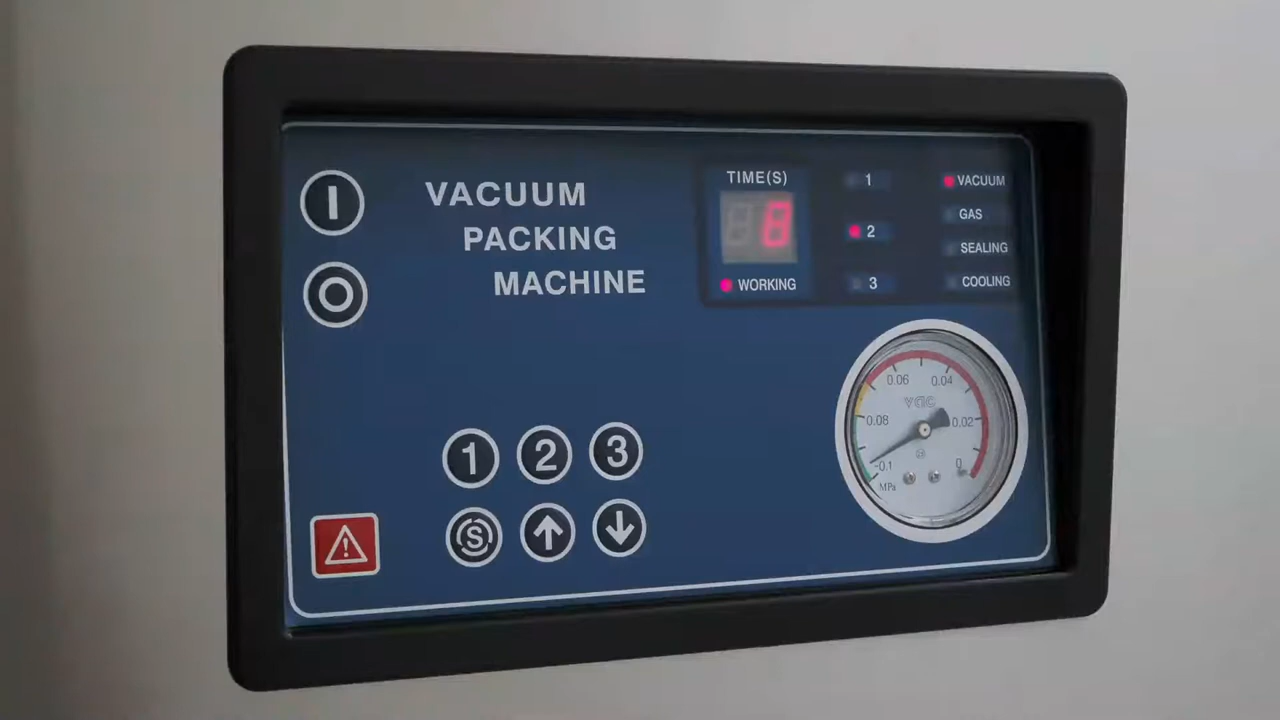 VACUUM
PACKING
MACHINE
TIME(S)
8
WORKING
1
2
3
VACUUM
GAS
SEALING
COOLING
0.06
0.04
vac
0.08
0.02
-0.1
0
MPa
1
2
3
S